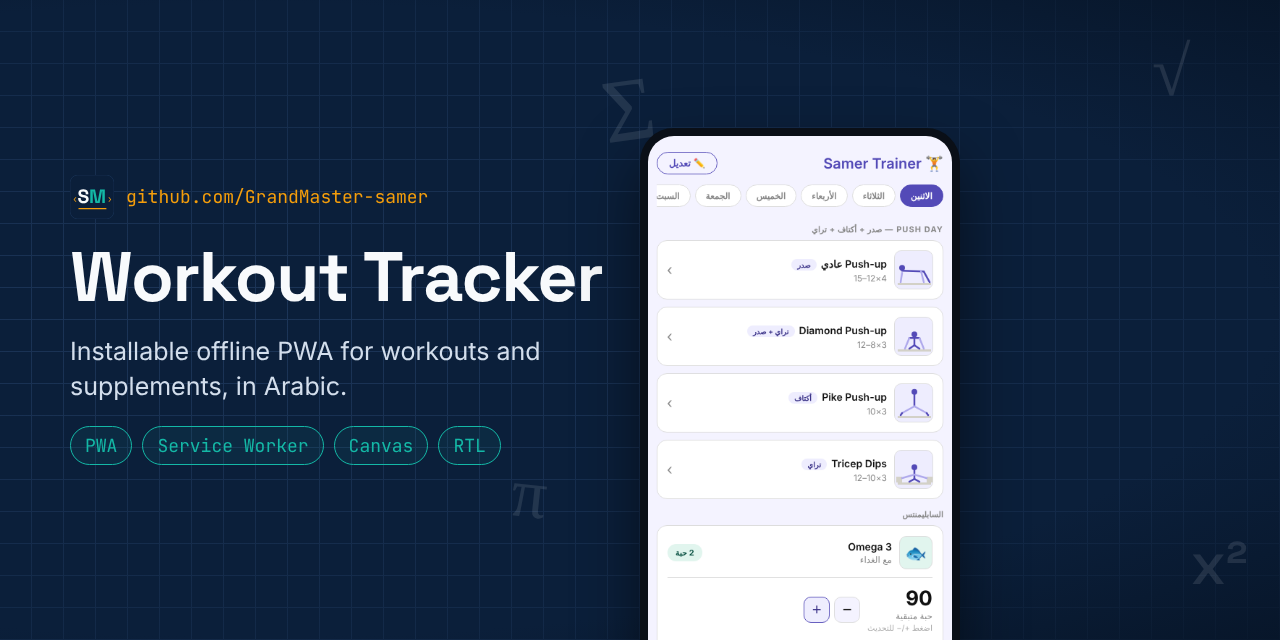 Σ
√
‹SM›
github.com/GrandMaster-samer
Workout Tracker
Installable offline PWA for workouts and
supplements, in Arabic.
PWA
Service Worker
Canvas
RTL
π
x²
Samer Trainer 🏋️
✏️ تعديل
الاثنين
الثلاثاء
الأربعاء
الخميس
الجمعة
السبت
PUSH DAY — صدر + أكتاف + تراي
Push-up عادي صدر
4×12–15
Diamond Push-up تراي + صدر
3×8–12
Pike Push-up أكتاف
3×10
Tricep Dips تراي
3×10–12
السابليمنتس
Omega 3
مع الغداء
2 حبة
90
حبة متبقية
اضغط +/− للتحديث
−
+